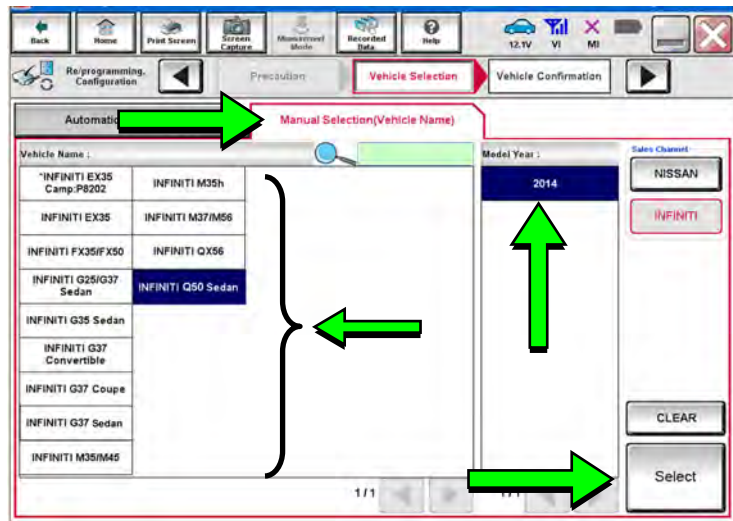 Back
Home
Print Screen
Screen
Capture
Measurement
Mode
Recorded
Data
Help
12.1V
VI
MI
Re/programming,
Configuration
Precaution
Vehicle Selection
Vehicle Confirmation
Manual Selection(Vehicle Name)
Vehicle Name :
Model Year :
Sales Channel
*INFINITI EX35
Camp:P8202
INFINITI M35h
2014
NISSAN
INFINITI EX35
INFINITI M37/M56
INFINITI
INFINITI FX35/FX50
INFINITI QX56
INFINITI G25/G37
Sedan
INFINITI Q50 Sedan
INFINITI G35 Sedan
INFINITI G37
Convertible
INFINITI G37 Coupe
INFINITI G37 Sedan
CLEAR
INFINITI M35/M45
Select
1/1
1/1